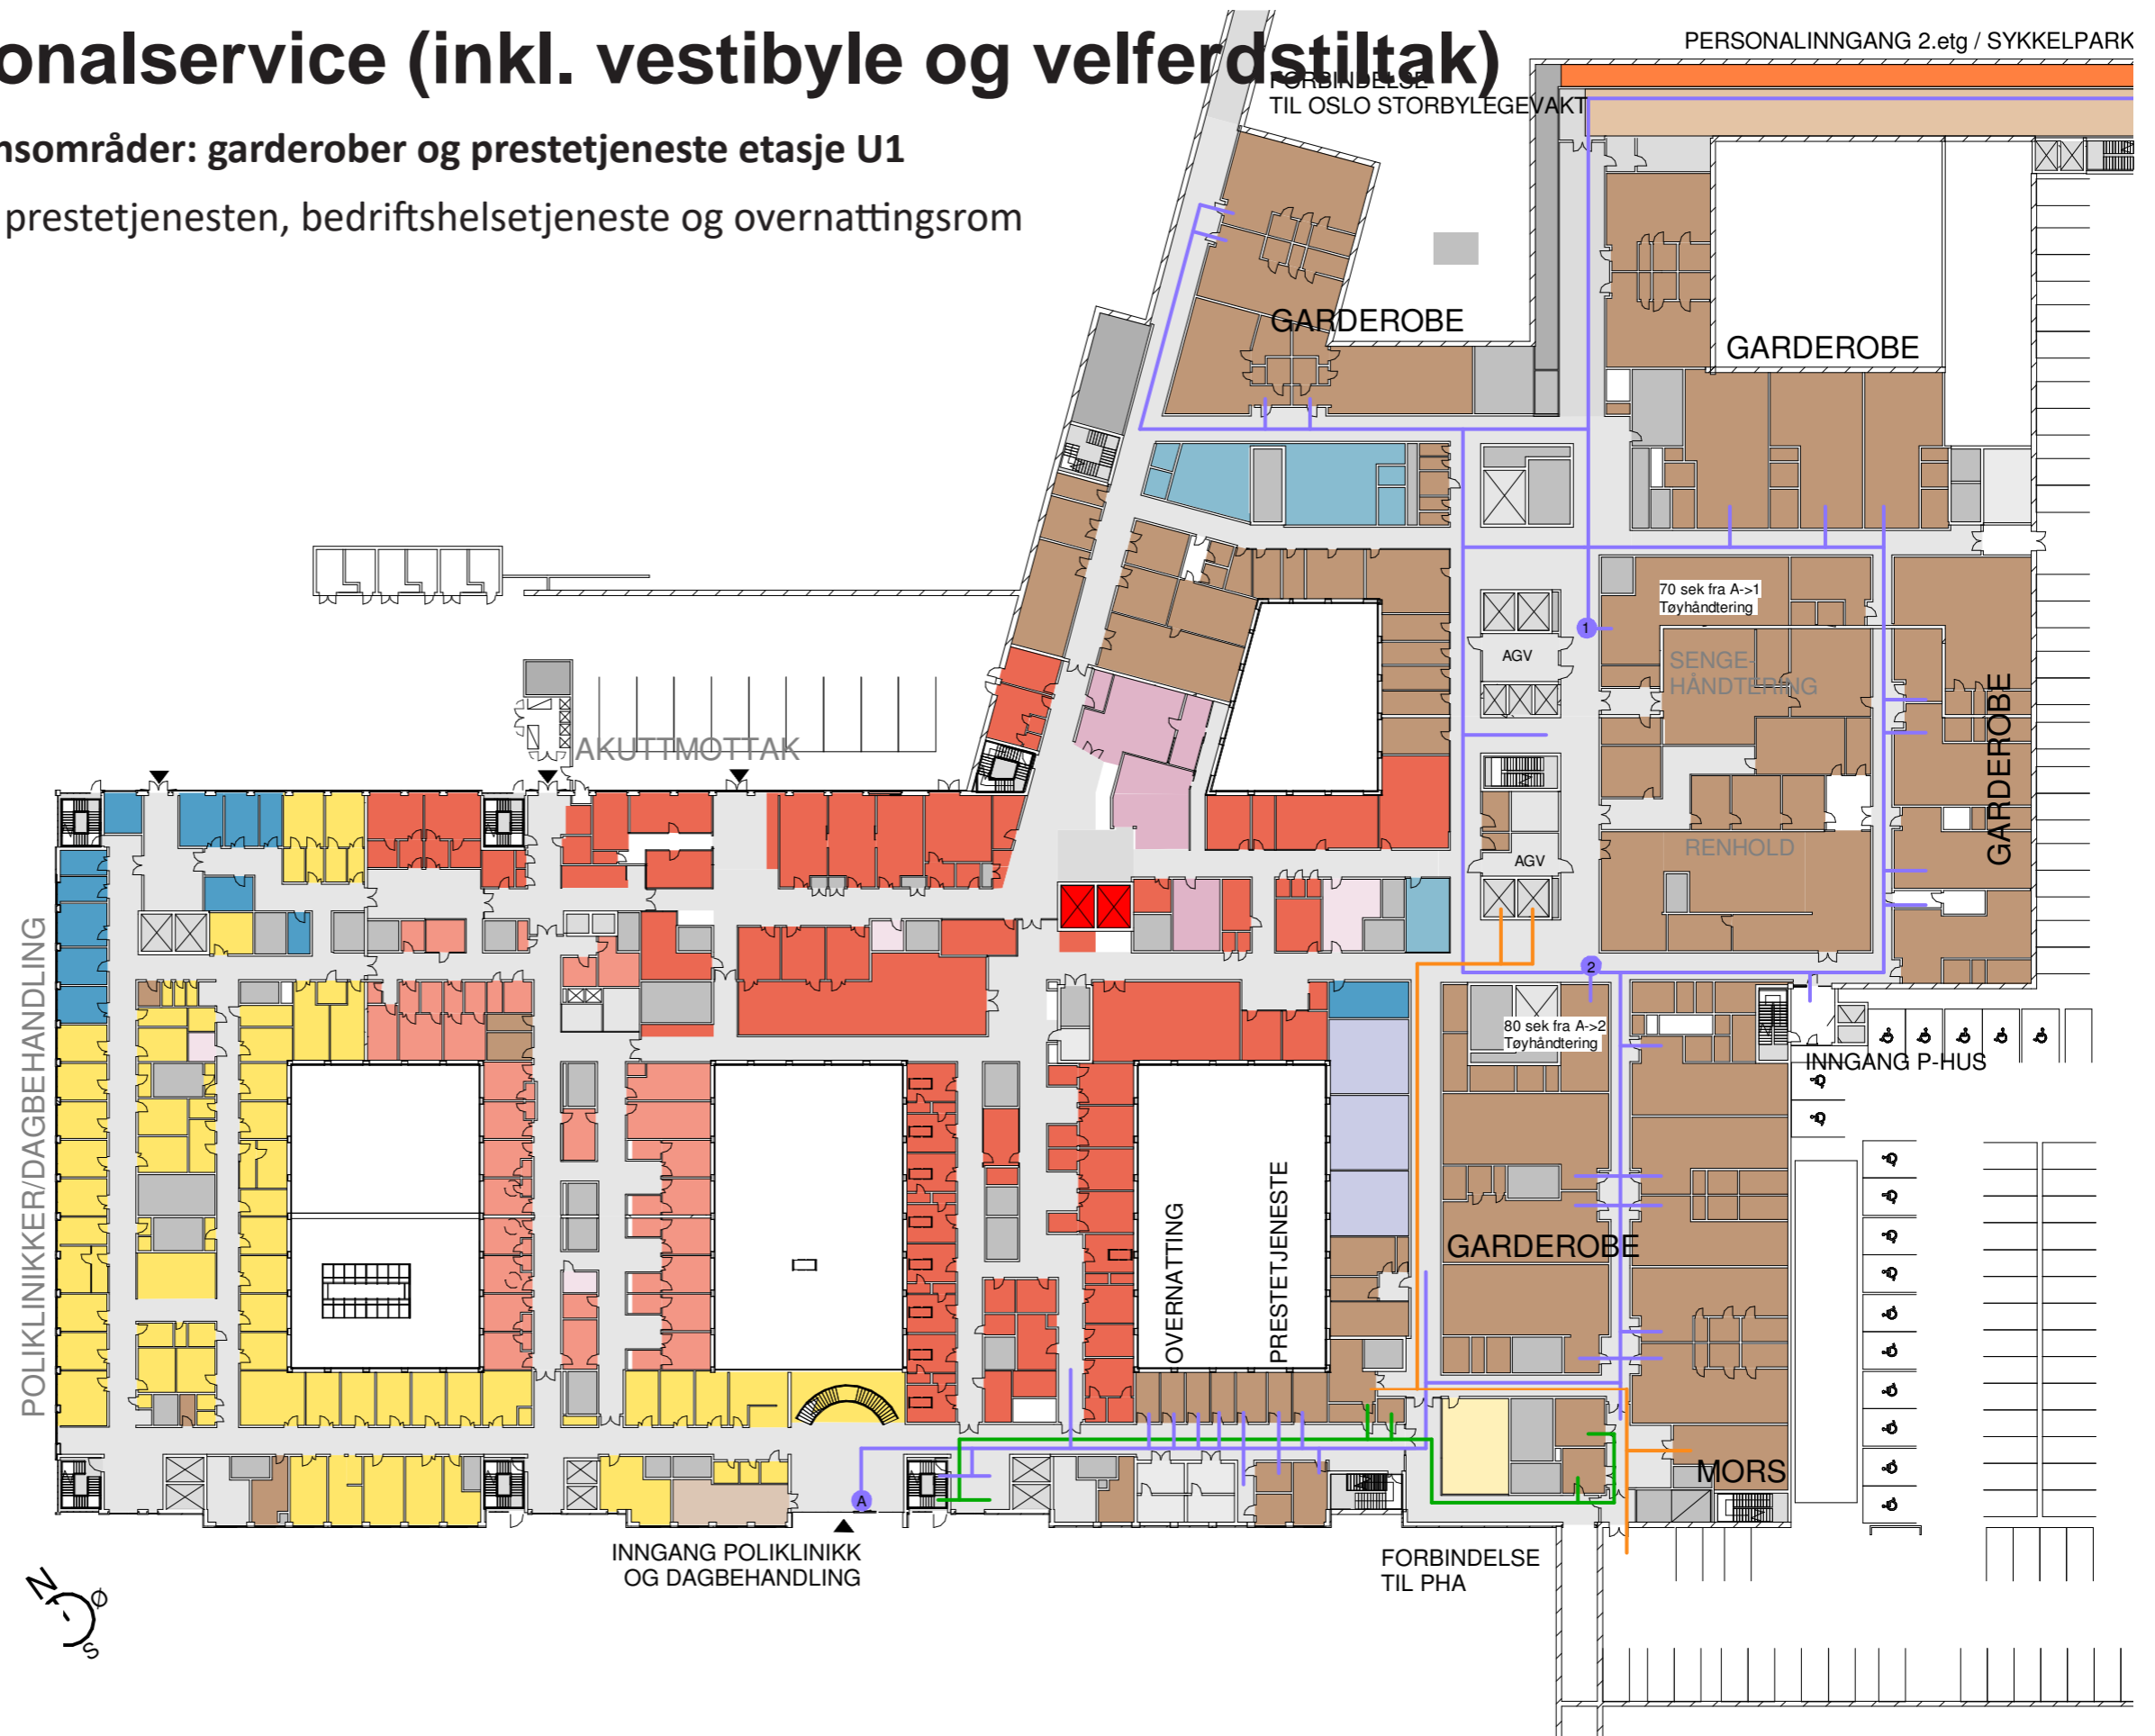 onalservice (inkl. vestibyle og velferdstiltak)
nsområder: garderober og prestetjeneste etasje U1
prestetjenesten, bedriftshelsetjeneste og overnattingsrom
PERSONALINNGANG 2.etg / SYKKELPARK
FORBINDELSE
TIL OSLO STORBYLEGEVAKT
GARDEROBE
GARDEROBE
70 sek fra A->1
Tøyhåndtering
1
AGV
SENGE-
HÅNDTERING
GARDEROBE
AKUTTMOTTAK
RENHOLD
AGV
POLIKLINIKKER/DAGBEHANDLING
2
80 sek fra A->2
Tøyhåndtering
INNGANG P-HUS
OVERNATTING
PRESTETJENESTE
GARDEROBE
MORS
A
INNGANG POLIKLINIKK
OG DAGBEHANDLING
FORBINDELSE
TIL PHA
N
Ø
S